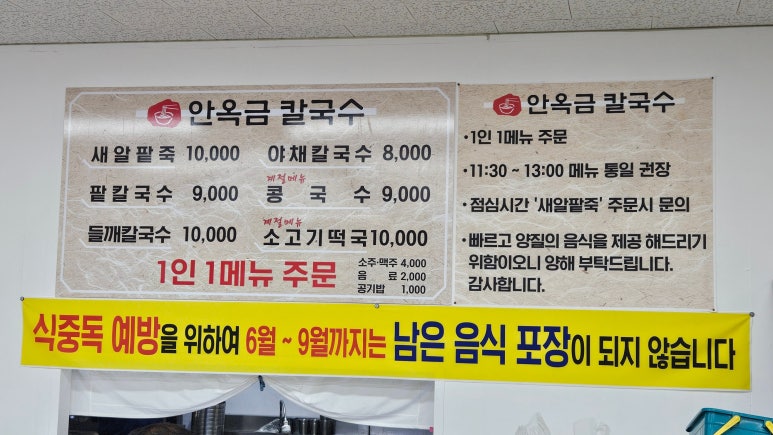 안옥금 칼국수
새알팥죽 10,000 야채칼국수 8,000
계절메뉴
팥칼국수 9,000 콩국수 9,000
계절메뉴
들깨칼국수 10,000 소고기떡국 10,000
1인 1메뉴 주문
소주·맥주 4,000
음료 2,000
공기밥 1,000
안옥금 칼국수
·1인 1메뉴 주문
·11:30 ~ 13:00 메뉴 통일 권장
·점심시간 '새알팥죽' 주문시 문의
·빠르고 양질의 음식을 제공 해드리기
위함이오니 양해 부탁드립니다.
감사합니다.
식중독 예방을 위하여 6월 ~ 9월까지는 남은 음식 포장이 되지 않습니다